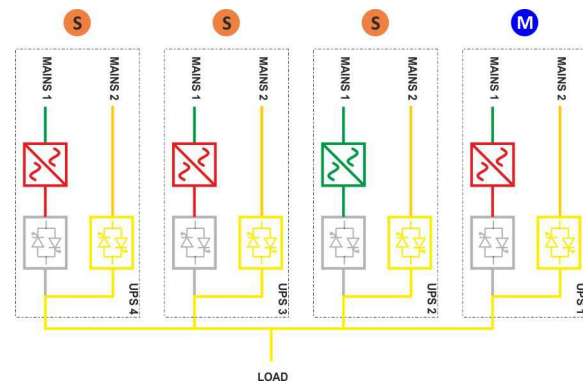 S
S
S
M
MAINS 1
MAINS 2
MAINS 1
MAINS 2
MAINS 1
MAINS 2
MAINS 1
MAINS 2
UPS 4
UPS 3
UPS 2
UPS 1
LOAD